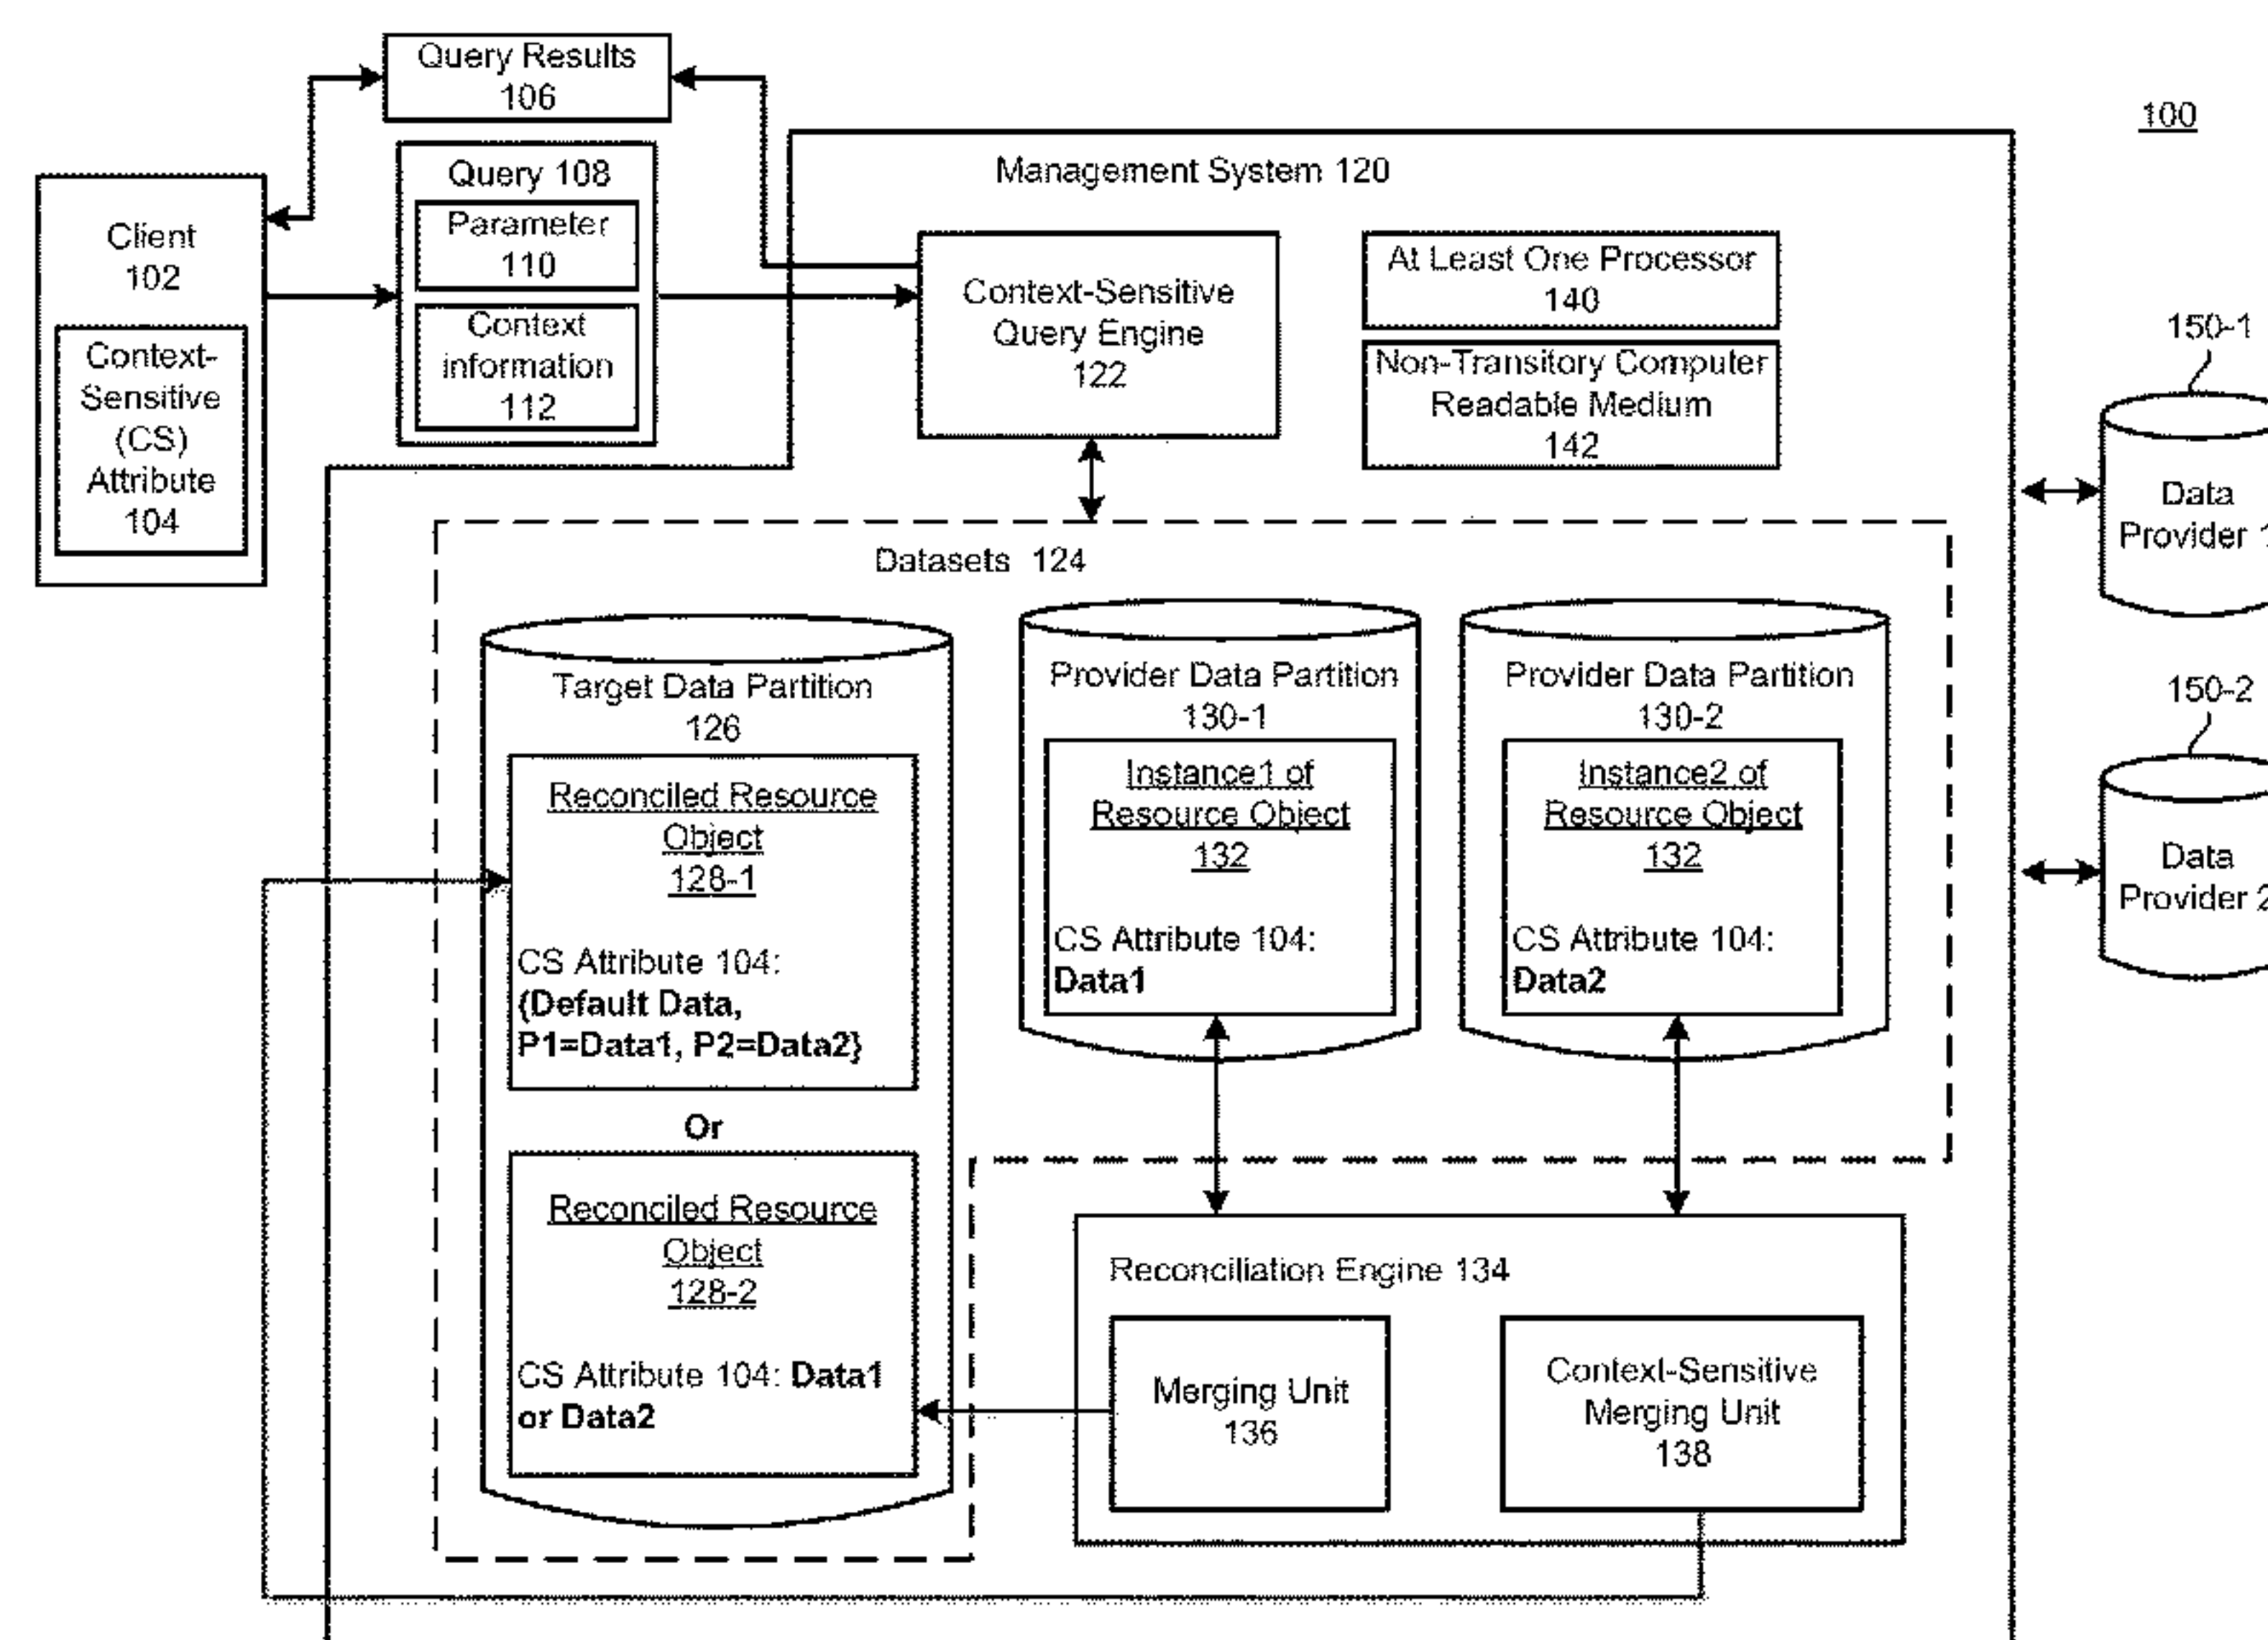 Query Results
106
100
Management System 120
Query 108
Parameter
110
Context
information
112
Client
102
Context-
Sensitive
(CS)
Attribute
104
Context-Sensitive
Query Engine
122
At Least One Processor
140
Non-Transitory Computer
Readable Medium
142
150-1
Data
Provider 1
150-2
Data
Provider 2
Datasets 124
Target Data Partition
126
Reconciled Resource
Object
128-1
CS Attribute 104:
{Default Data,
P1=Data1, P2=Data2}
Or
Reconciled Resource
Object
128-2
CS Attribute 104: Data1
or Data2
Provider Data Partition
130-1
Instance1 of
Resource Object
132
CS Attribute 104:
Data1
Provider Data Partition
130-2
Instance2 of
Resource Object
132
CS Attribute 104:
Data2
Reconciliation Engine 134
Merging Unit
136
Context-Sensitive
Merging Unit
138